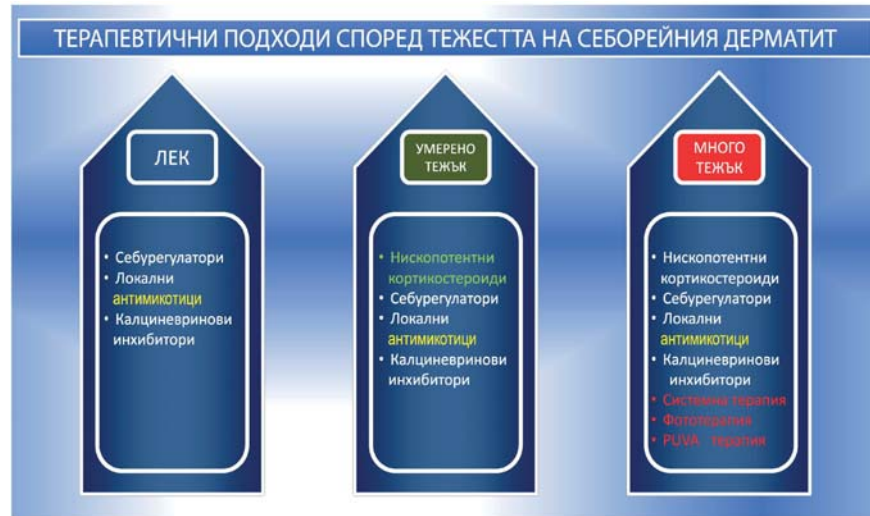 ТЕРАПЕВТИЧНИ ПОДХОДИ СПОРЕД ТЕЖЕСТТА НА СЕБОРЕЙНИЯ ДЕРМАТИТ
ЛЕК
• Себурегулатори
• Локални
антимикотици
• Калциневринови
инхибитори
УМЕРЕНО
ТЕЖЪК
• Нископотентни
кортикостероиди
• Себурегулатори
• Локални
антимикотици
• Калциневринови
инхибитори
МНОГО
ТЕЖЪК
• Нископотентни
кортикостероиди
• Себурегулатори
• Локални
антимикотици
• Калциневринови
инхибитори
• Системна терапия
• Фототерапия
• PUVA терапия